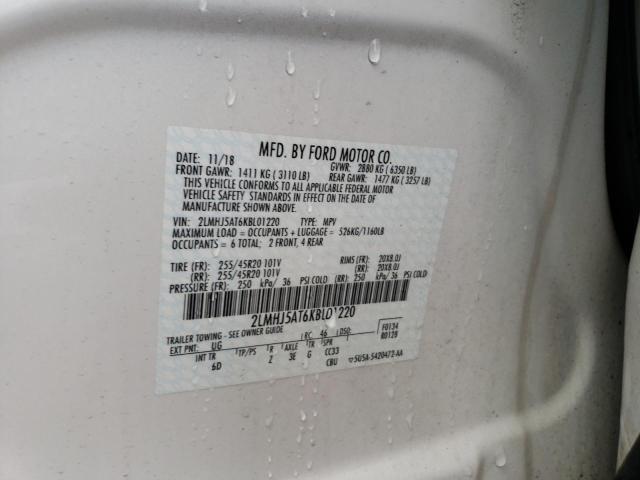 MFD. BY FORD MOTOR CO.
DATE: 11/18 GVWR: 2880 KG ( 6350 LB)
FRONT GAWR: 1411 KG ( 3110 LB) REAR GAWR: 1477 KG ( 3257 LB)
THIS VEHICLE CONFORMS TO ALL APPLICABLE FEDERAL MOTOR
VEHICLE SAFETY STANDARDS IN EFFECT ON THE DATE OF
MANUFACTURE SHOWN ABOVE.
VIN: 2LMHJ5AT6KBL01220 TYPE: MPV
MAXIMUM LOAD = OCCUPANTS + LUGGAGE = 526KG/1160LB
OCCUPANTS = 6 TOTAL; 2 FRONT, 4 REAR
TIRE (FR): 255/45R20 101V RIMS (FR): 20X8.0J
(RR): 255/45R20 101V (RR): 20X8.0J
PRESSURE (FR): 250 kPa/ 36 PSI COLD (RR): 250 kPa/ 36 PSI COLD
2LMHJ5AT6KBL01220
TRAILER TOWING - SEE OWNER GUIDE
EXT PNT: UG RC: 46 DSO: F0134
INT TR TP/PS R AXLE TR SPR R0120
6D 2 3E G CC33
CBU 5U5A-5420472-AA